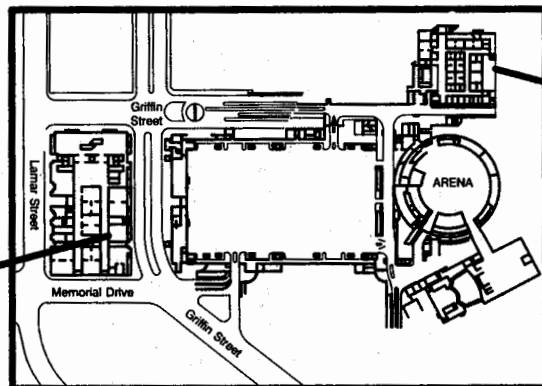 Griffin
Street
Lamar Street
ARENA
Memorial Drive
Griffin Street